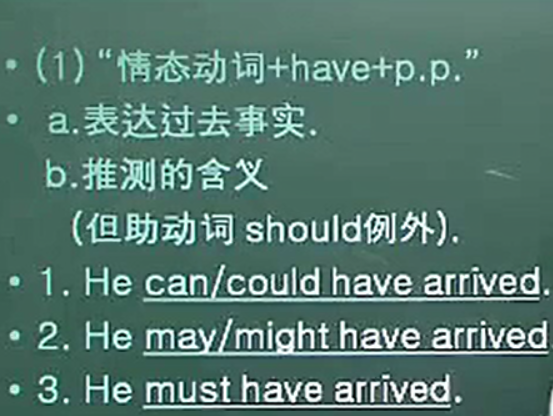 • (1) “情态动词+have+p.p.”
• a.表达过去事实.
b.推测的含义
(但助动词 should例外).
• 1. He can/could have arrived.
• 2. He may/might have arrived
• 3. He must have arrived.